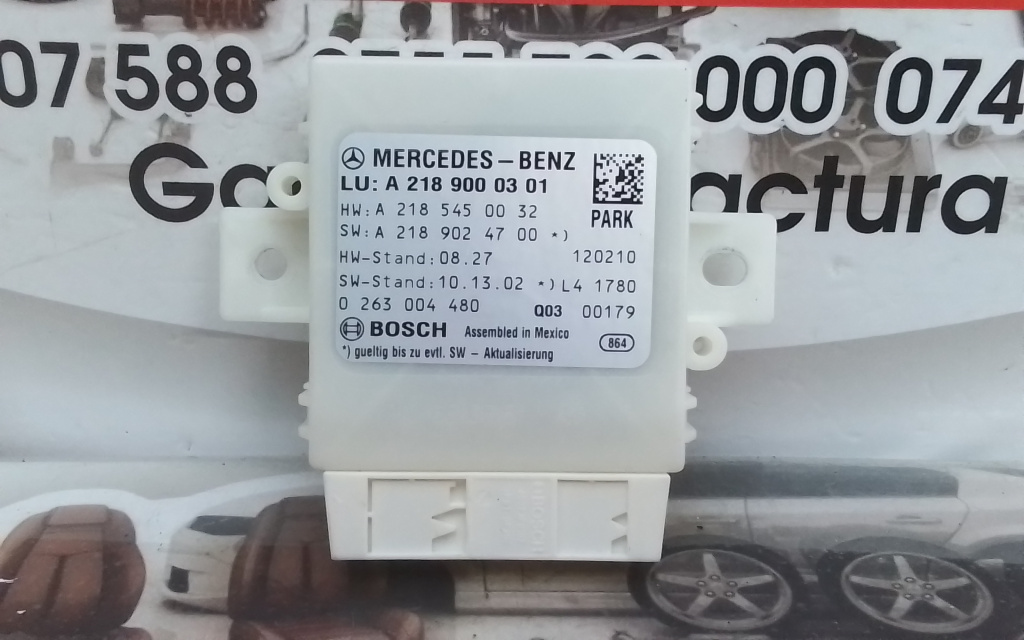 07 588
000 074
Ga
actura
MERCEDES-BENZ
LU: A 218 900 03 01
PARK
HW: A 218 545 00 32
SW: A 218 902 47 00 *)
HW-Stand: 08.27 120210
SW-Stand: 10.13.02 *) L4 1780
0 263 004 480 Q03 00179
BOSCH Assembled in Mexico 864
*) gueltig bis zu evtl. SW - Aktualisierung